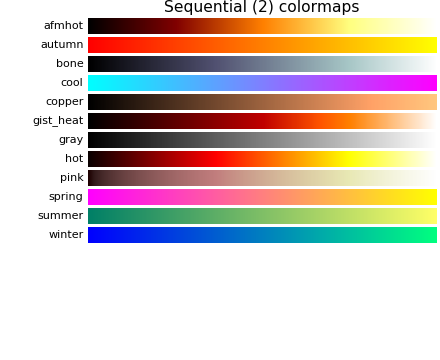 Sequential (2) colormaps
afmhot
autumn
bone
cool
copper
gist_heat
gray
hot
pink
spring
summer
winter